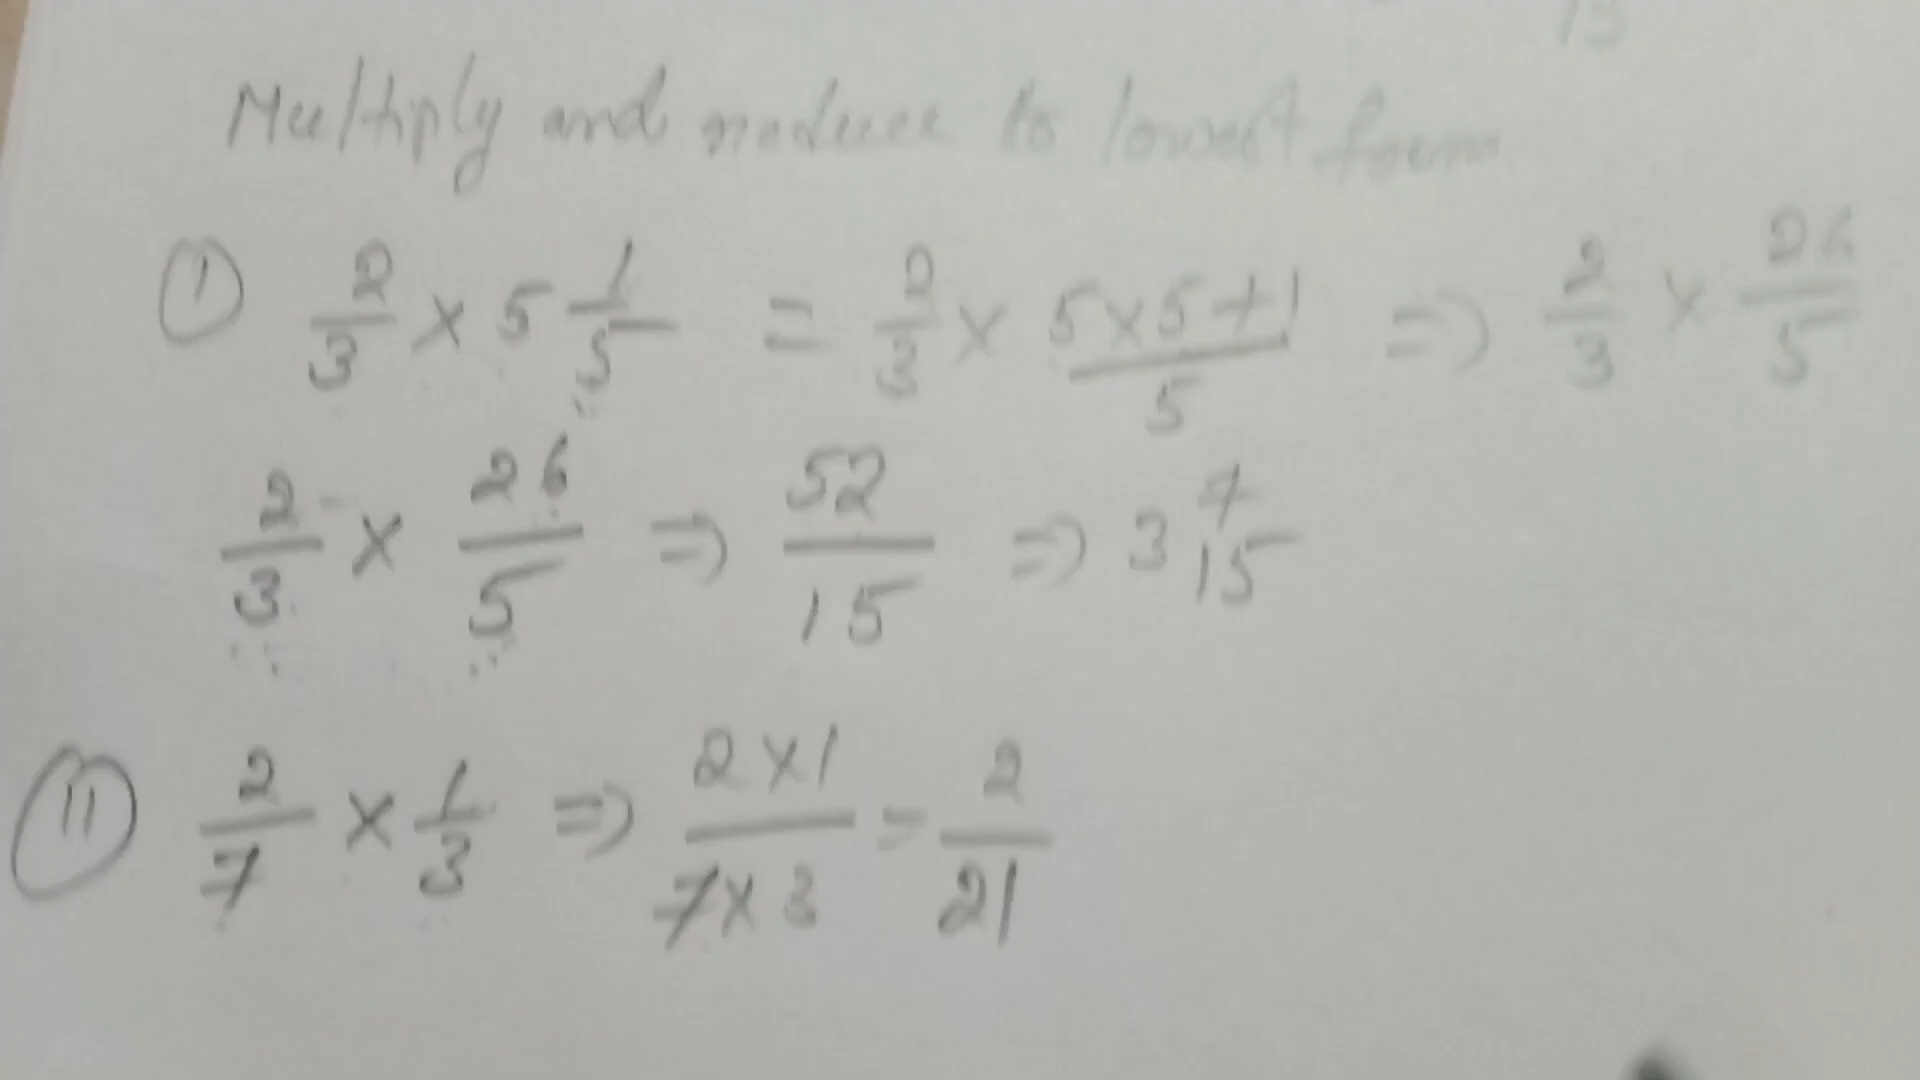 Multiply and reduce to lowest form
① 2/3 × 5 1/5 = 2/3 × (5×5+1)/5 ⇒ 2/3 × 26/5
2/3 × 26/5 ⇒ 52/15 ⇒ 3 7/15
⑪ 2/7 × 1/3 ⇒ (2×1)/(7×3) = 2/21